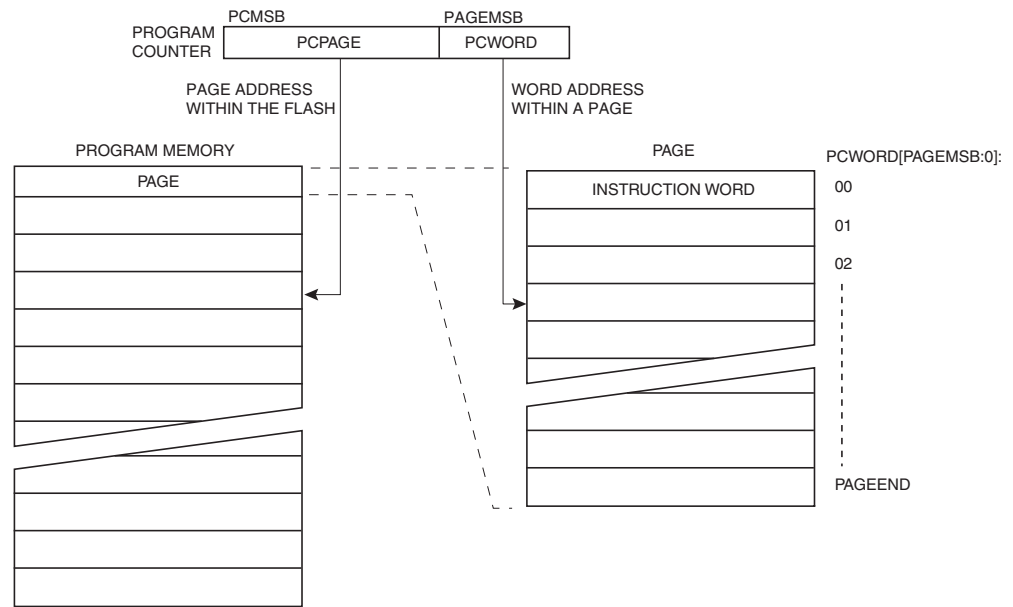 PCMSB
PAGEMSB
PROGRAM
COUNTER
PCPAGE
PCWORD
PAGE ADDRESS
WITHIN THE FLASH
WORD ADDRESS
WITHIN A PAGE
PROGRAM MEMORY
PAGE
PAGE
PCWORD[PAGEMSB:0]:
INSTRUCTION WORD
00
01
02
PAGEEND